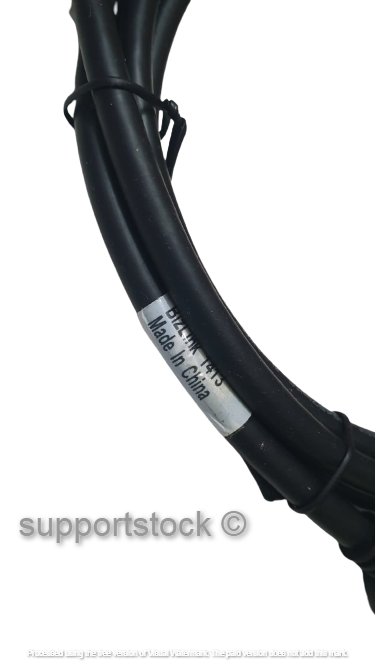 BizLink 1413
Made In China
supportstock ©
Processed using the free version of Visual Watermark. The paid version does not add this mark.